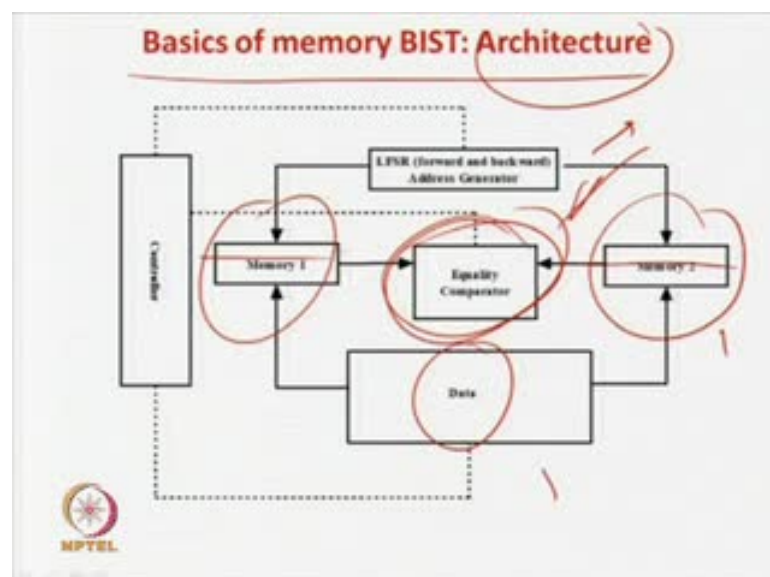 Basics of memory BIST: Architecture
LFSR (forward and backward)
Address Generator
Controller
Memory 1
Equality
Comparator
Memory 2
Data
NPTEL